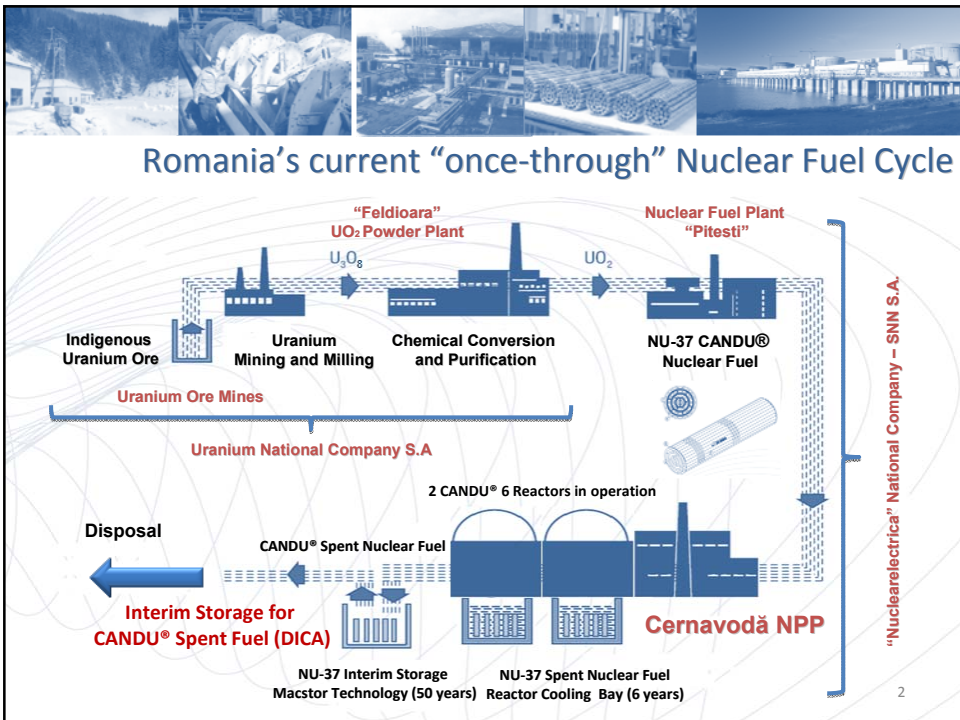 Romania's current “once-through” Nuclear Fuel Cycle
“Feldioara”
UO₂ Powder Plant
Nuclear Fuel Plant
“Pitesti”
U₃O₈
UO₂
Indigenous
Uranium Ore
Uranium
Mining and Milling
Chemical Conversion
and Purification
NU-37 CANDU®
Nuclear Fuel
Uranium Ore Mines
Uranium National Company S.A
“Nuclearelectrica” National Company – SNN S.A.
2 CANDU® 6 Reactors in operation
Disposal
CANDU® Spent Nuclear Fuel
Interim Storage for
CANDU® Spent Fuel (DICA)
Cernavodă NPP
NU-37 Interim Storage
Macstor Technology (50 years)
NU-37 Spent Nuclear Fuel
Reactor Cooling Bay (6 years)
2